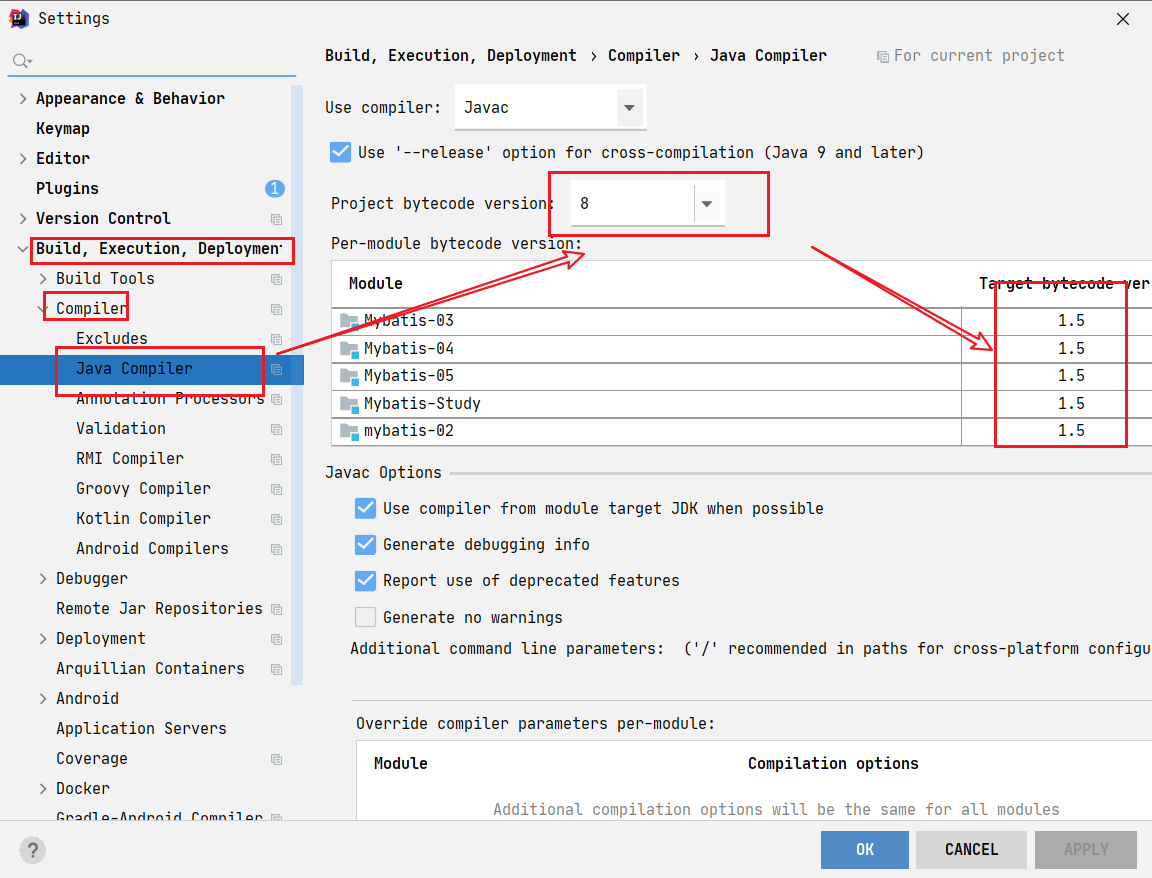 Settings
Appearance & Behavior
Keymap
Editor
Plugins 1
Version Control
Build, Execution, Deployment
Build Tools
Compiler
Excludes
Java Compiler
Annotation Processors
Validation
RMI Compiler
Groovy Compiler
Kotlin Compiler
Android Compilers
Debugger
Remote Jar Repositories
Deployment
Arquillian Containers
Android
Application Servers
Coverage
Docker
Gradle-Android Compiler
?
Build, Execution, Deployment › Compiler › Java Compiler For current project
Use compiler: Javac
Use '--release' option for cross-compilation (Java 9 and later)
Project bytecode version: 8
Per-module bytecode version:
Module Target bytecode ver
Mybatis-03 1.5
Mybatis-04 1.5
Mybatis-05 1.5
Mybatis-Study 1.5
mybatis-02 1.5
Javac Options
Use compiler from module target JDK when possible
Generate debugging info
Report use of deprecated features
Generate no warnings
Additional command line parameters: ('/' recommended in paths for cross-platform configu
Override compiler parameters per-module:
Module Compilation options
Additional compilation options will be the same for all modules
OK CANCEL APPLY